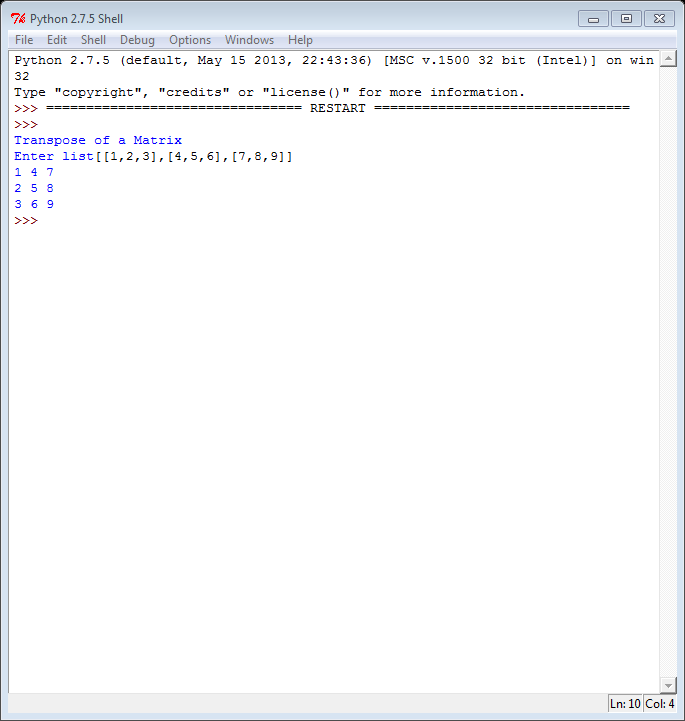 Python 2.7.5 Shell
File Edit Shell Debug Options Windows Help
Python 2.7.5 (default, May 15 2013, 22:43:36) [MSC v.1500 32 bit (Intel)] on win
32
Type "copyright", "credits" or "license()" for more information.
>>> ================================ RESTART ================================
>>>
Transpose of a Matrix
Enter list[[1,2,3],[4,5,6],[7,8,9]]
1 4 7
2 5 8
3 6 9
>>>
Ln: 10 Col: 4